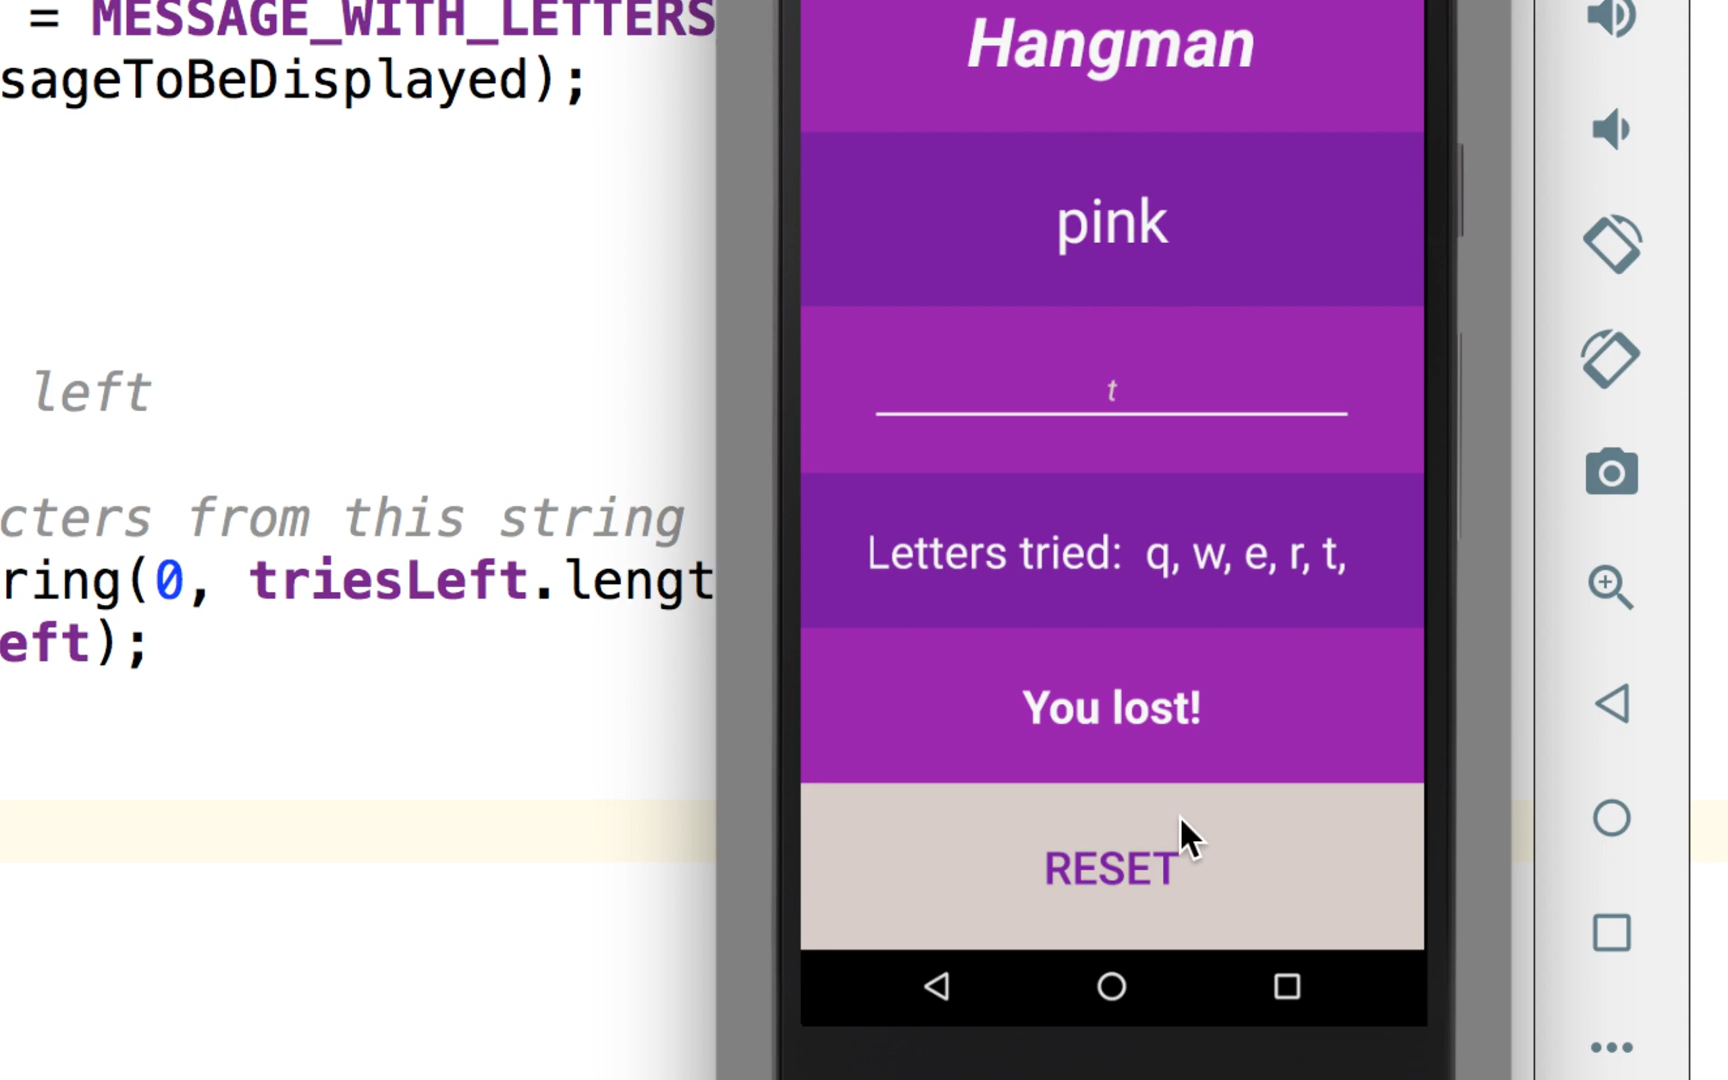 = MESSAGE_WITH_LETTERS
sageToBeDisplayed);
left
cters from this string
ring(0, triesLeft.lengt
eft);
Hangman
pink
t
Letters tried: q, w, e, r, t,
You lost!
RESET